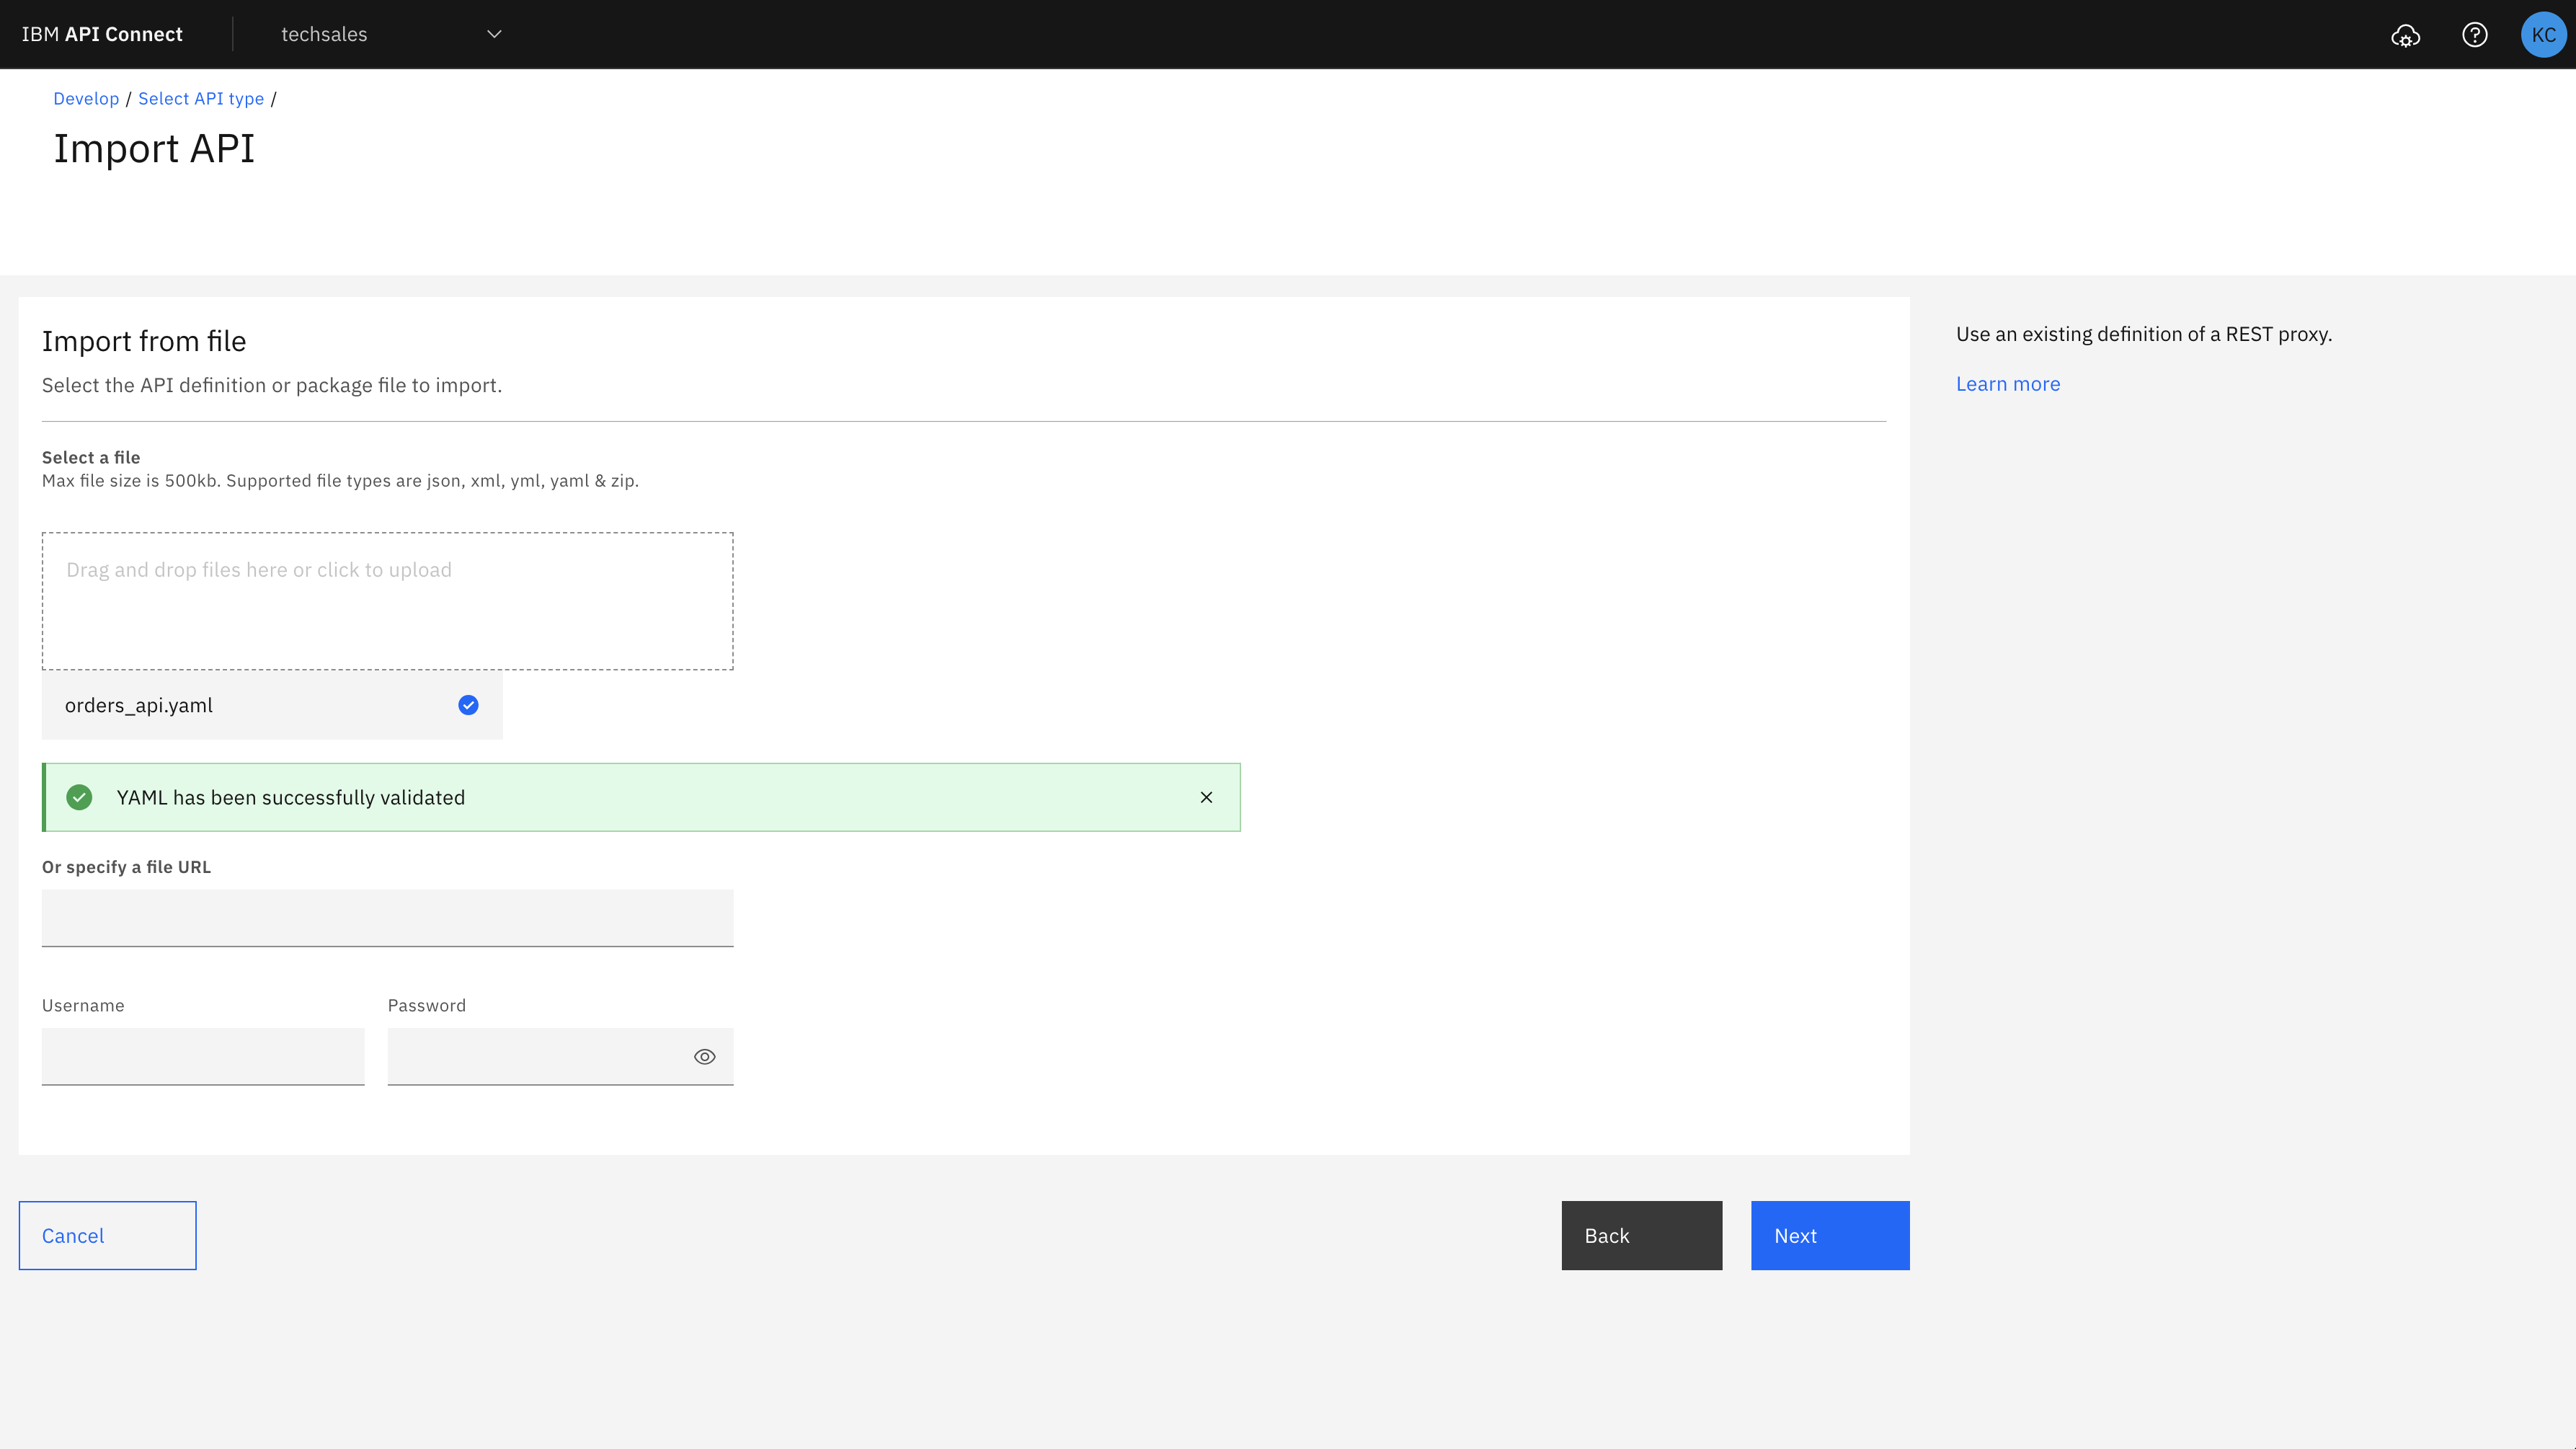 IBM API Connect
techsales
KC
Develop / Select API type /
Import API
Import from file
Select the API definition or package file to import.
Use an existing definition of a REST proxy.
Learn more
Select a file
Max file size is 500kb. Supported file types are json, xml, yml, yaml & zip.
Drag and drop files here or click to upload
orders_api.yaml
YAML has been successfully validated
Or specify a file URL
Username Password
Cancel
Back
Next